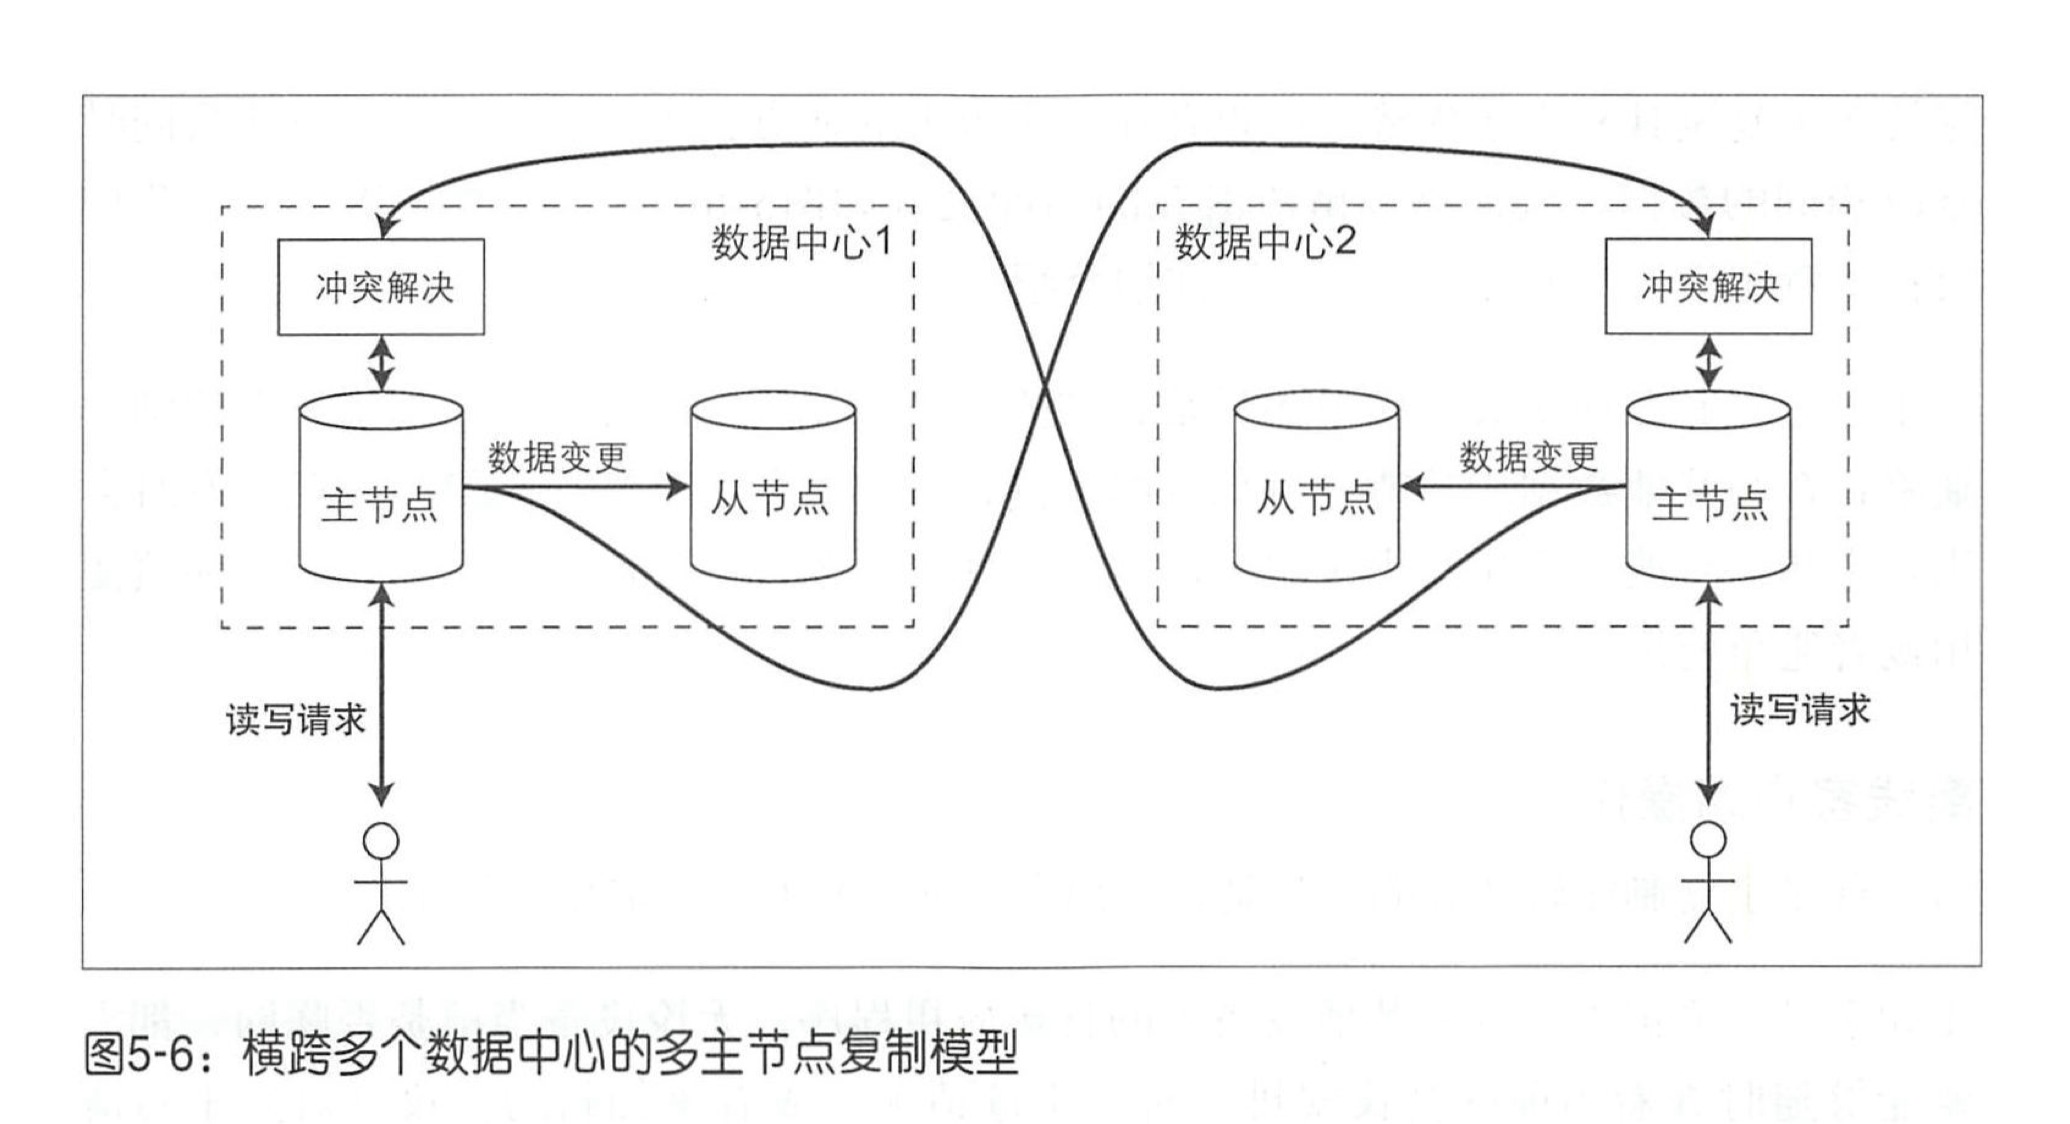 数据中心1
数据中心2
冲突解决
冲突解决
数据变更
数据变更
主节点
从节点
从节点
主节点
读写请求
读写请求
图5-6：横跨多个数据中心的多主节点复制模型